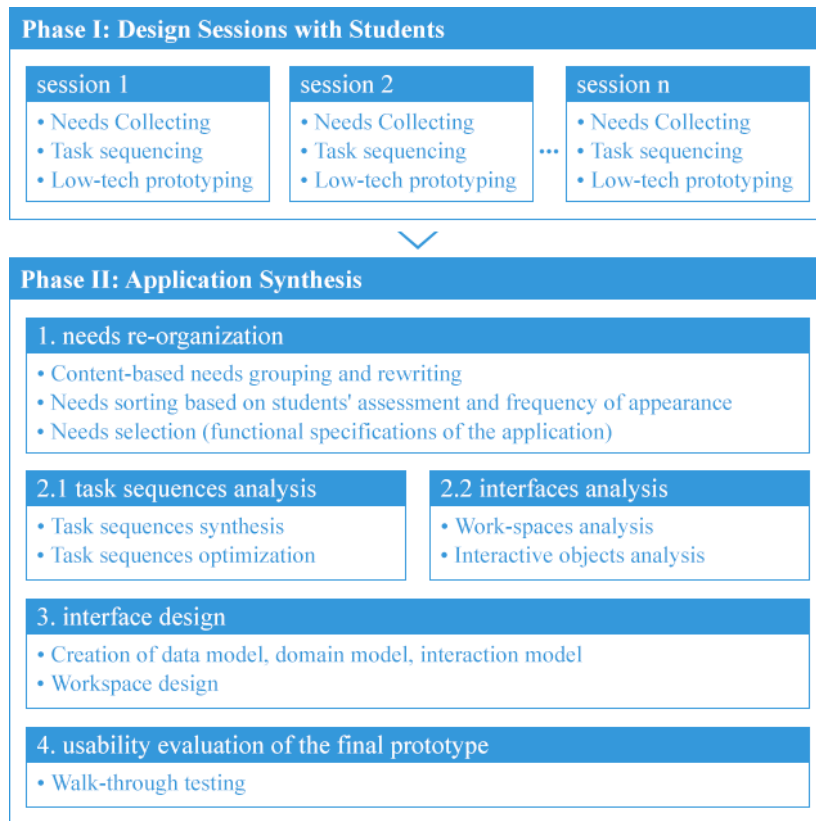 Phase I: Design Sessions with Students
session 1
• Needs Collecting
• Task sequencing
• Low-tech prototyping
session 2
• Needs Collecting
• Task sequencing
• Low-tech prototyping
...
session n
• Needs Collecting
• Task sequencing
• Low-tech prototyping
Phase II: Application Synthesis
1. needs re-organization
• Content-based needs grouping and rewriting
• Needs sorting based on students' assessment and frequency of appearance
• Needs selection (functional specifications of the application)
2.1 task sequences analysis
• Task sequences synthesis
• Task sequences optimization
2.2 interfaces analysis
• Work-spaces analysis
• Interactive objects analysis
3. interface design
• Creation of data model, domain model, interaction model
• Workspace design
4. usability evaluation of the final prototype
• Walk-through testing